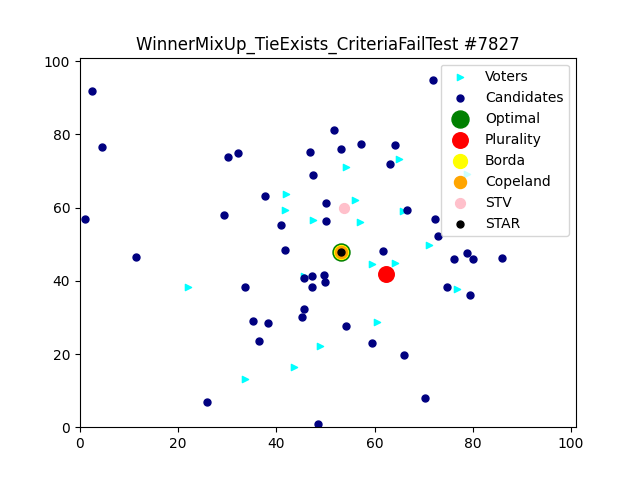 WinnerMixUp_TieExists_CriteriaFailTest #7827
100
80
60
40
20
0
0
20
40
60
80
100
Voters
Candidates
Optimal
Plurality
Borda
Copeland
STV
STAR